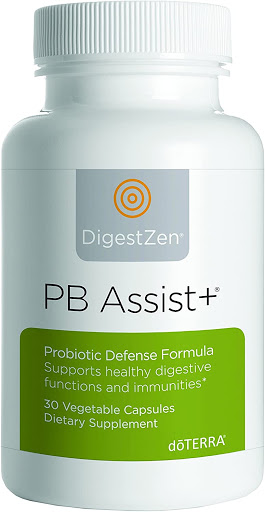 DigestZen®
PB Assist+®
Probiotic Defense Formula
Supports healthy digestive
functions and immunities*
30 Vegetable Capsules
Dietary Supplement
dōTERRA®